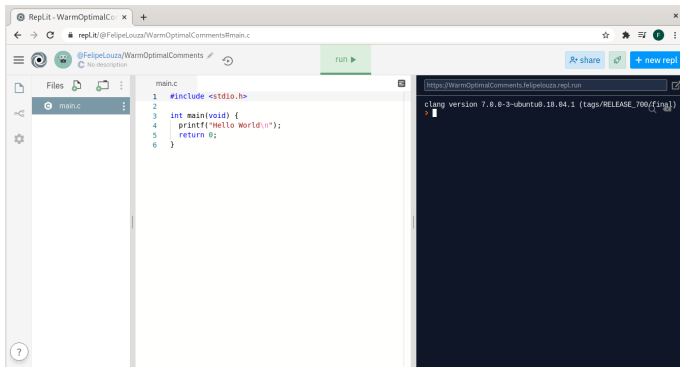 Repl.it - WarmOptimalCo
repl.it/@FelipeLouza/WarmOptimalComments#main.c
@FelipeLouza/WarmOptimalComments
No description
run
share
+ new repl
Files
main.c
main.c
1 #include <stdio.h>
2
3 int main(void) {
4 printf("Hello World\n");
5 return 0;
6 }
https://WarmOptimalComments.felipelouza.repl.run
clang version 7.0.0-3~ubuntu0.18.04.1 (tags/RELEASE_700/final)
>
?